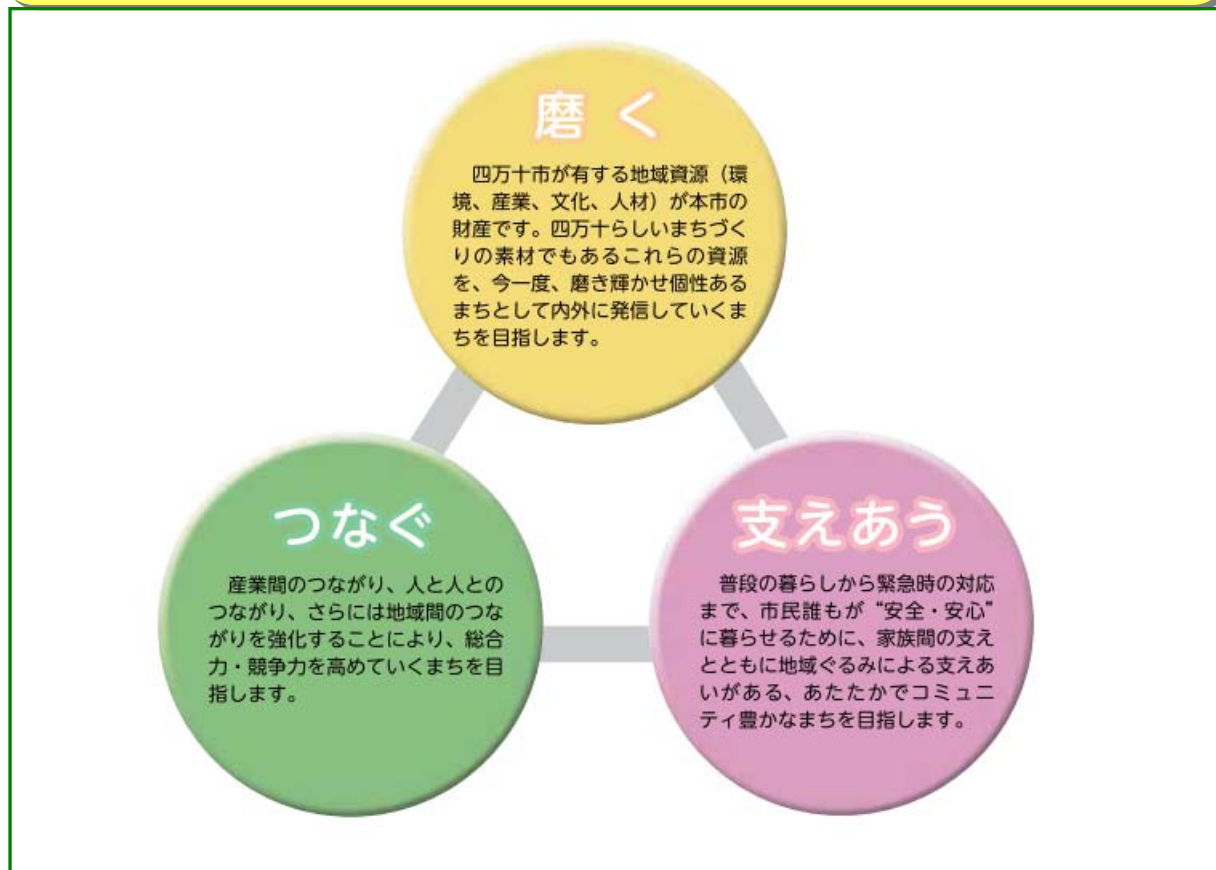 磨く
四万十市が有する地域資源（環
境、産業、文化、人材）が本市の
財産です。四万十らしいまちづく
りの素材でもあるこれらの資源
を、今一度、磨き輝かせ個性ある
まちとして内外に発信していくま
ちを目指します。
つなぐ
産業間のつながり、人と人との
つながり、さらには地域間のつな
がりを強化することにより、総合
力・競争力を高めていくまちを目
指します。
支えあう
普段の暮らしから緊急時の対応
まで、市民誰もが“安全・安心”
に暮らせるために、家族間の支え
とともに地域ぐるみによる支えあ
いがある、あたたかでコミュニ
ティ豊かなまちを目指します。